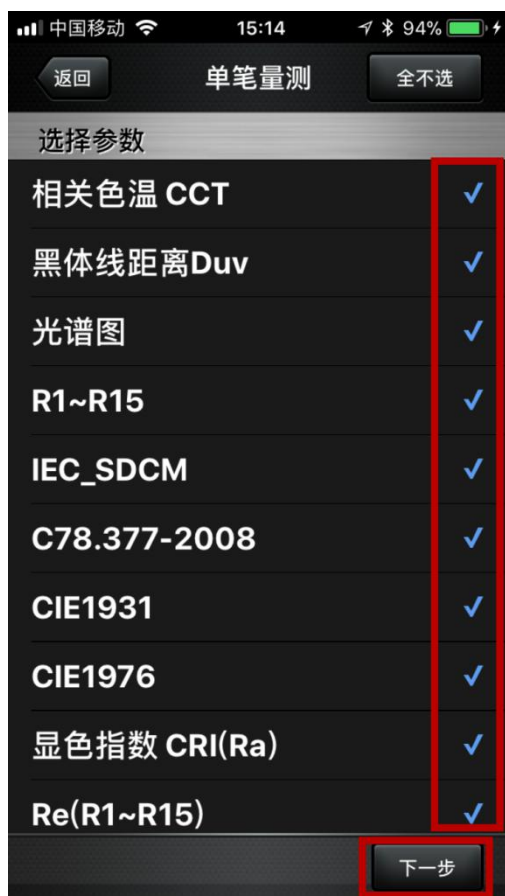 中国移动 15:14 94%
返回 单笔量测 全不选
选择参数
相关色温 CCT
黑体线距离Duv
光谱图
R1~R15
IEC_SDCM
C78.377-2008
CIE1931
CIE1976
显色指数 CRI(Ra)
Re(R1~R15)
下一步